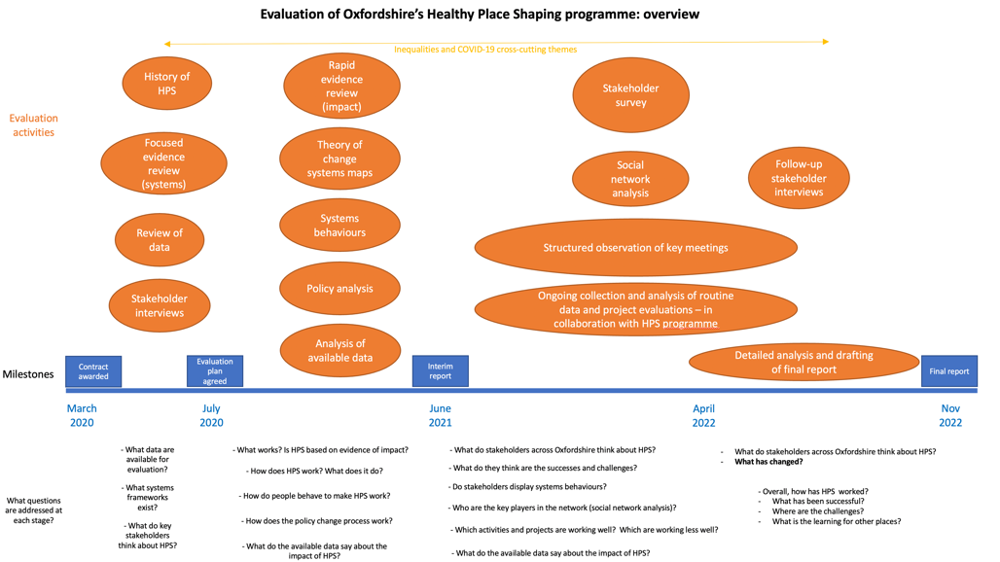 Evaluation of Oxfordshire's Healthy Place Shaping programme: overview
Inequalities and COVID-19 cross-cutting themes
Evaluation
activities
History of
HPS
Focused
evidence
review
(systems)
Review of
data
Stakeholder
interviews
Rapid
evidence
review
(impact)
Theory of
change
systems maps
Systems
behaviours
Policy analysis
Analysis of
available data
Stakeholder
survey
Social
network
analysis
Follow-up
stakeholder
interviews
Structured observation of key meetings
Ongoing collection and analysis of routine
data and project evaluations – in
collaboration with HPS programme
Detailed analysis and drafting
of final report
Milestones
Contract
awarded
Evaluation
plan
agreed
Interim
report
Final report
March
2020
July
2020
June
2021
April
2022
Nov
2022
What questions
are addressed at
each stage?
- What data are
available for
evaluation?
- What systems
frameworks
exist?
- What do key
stakeholders
think about HPS?
- What works? Is HPS based on evidence of impact?
- How does HPS work? What does it do?
- How do people behave to make HPS work?
- How does the policy change process work?
- What do the available data say about the
impact of HPS?
- What do stakeholders across Oxfordshire think about HPS?
- What do they think are the successes and challenges?
- Do stakeholders display systems behaviours?
- Who are the key players in the network (social network analysis)?
- Which activities and projects are working well? Which are working less well?
- What do the available data say about the impact of HPS?
- What do stakeholders across Oxfordshire think about HPS?
- What has changed?
- Overall, how has HPS worked?
- What has been successful?
- Where are the challenges?
- What is the learning for other places?